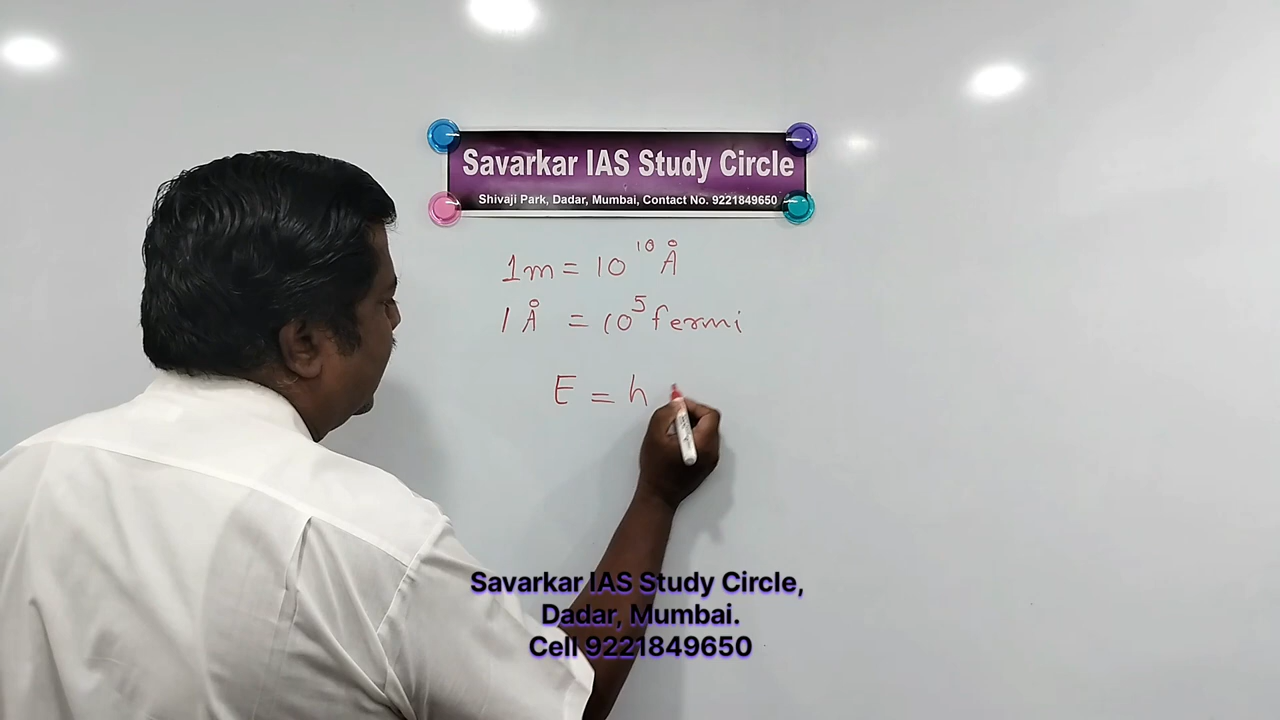 Savarkar IAS Study Circle
Shivaji Park, Dadar, Mumbai, Contact No. 9221849650
1m = 10¹⁰ Å
1 Å = 10⁵ fermi
E = h
Savarkar IAS Study Circle,
Dadar, Mumbai.
Cell 9221849650